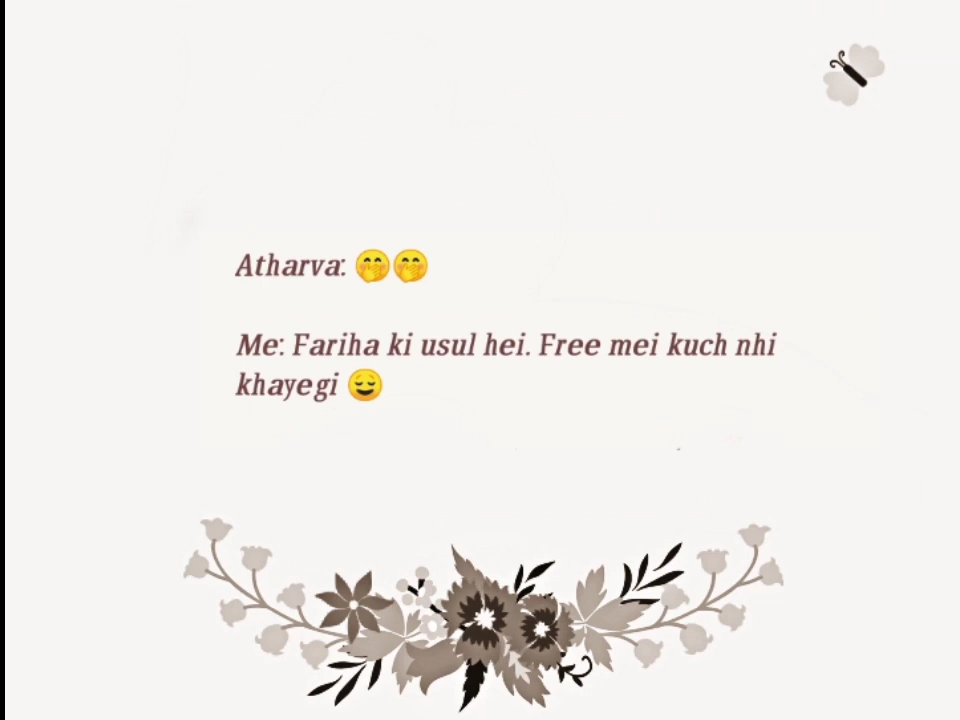 Atharva: 🤭🤭
Me: Fariha ki usul hei. Free mei kuch nhi
khayegi 😌